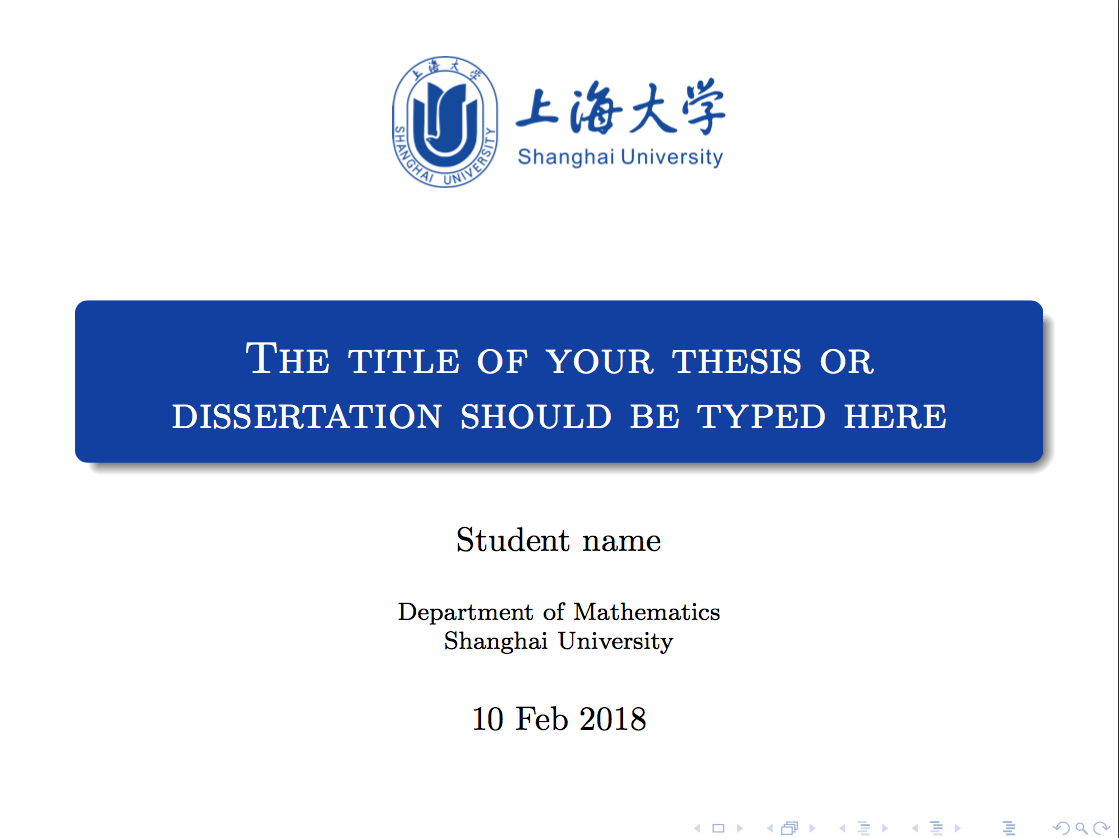 上海大学
SHANGHAI UNIVERSITY
上海大学
Shanghai University
THE TITLE OF YOUR THESIS OR
DISSERTATION SHOULD BE TYPED HERE
Student name
Department of Mathematics
Shanghai University
10 Feb 2018